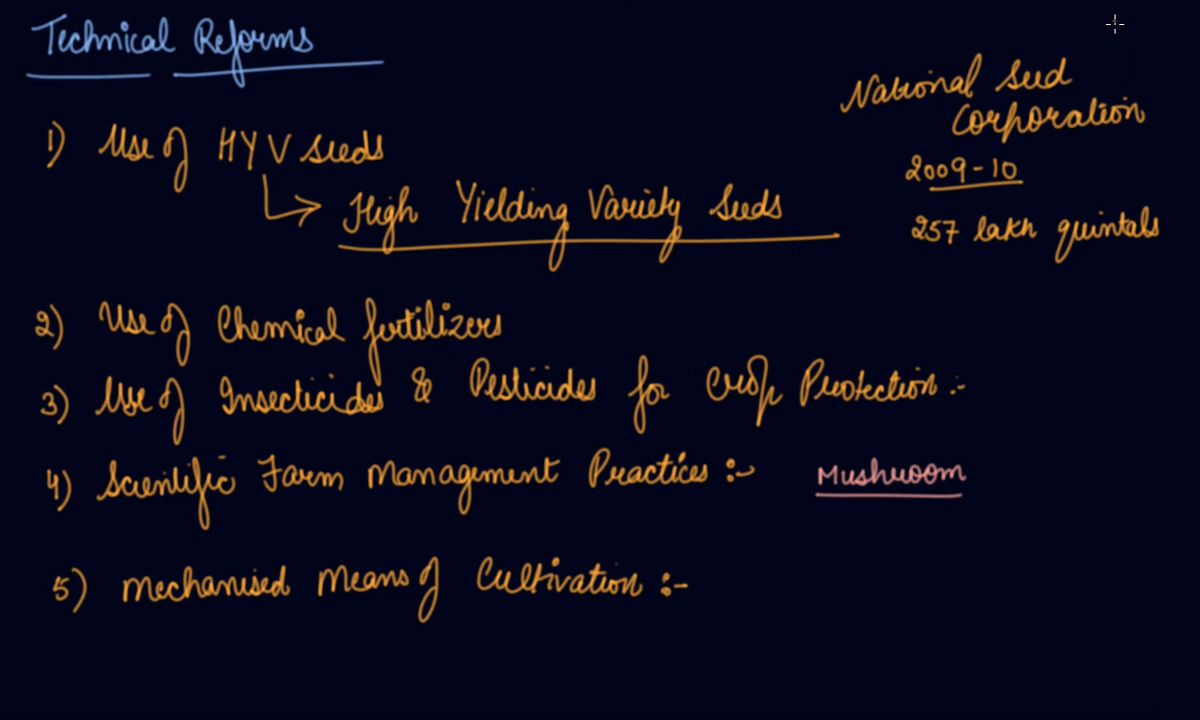 Technical Reforms
1) Use of HYV seeds
→ High Yielding Variety Seeds
National Seed
Corporation
2009-10
257 lakh quintals
2) Use of Chemical fertilizers
3) Use of Insecticides & Pesticides for Crop Protection :-
4) Scientific Farm Management Practices :-
Mushroom
5) Mechanised Means of Cultivation :-